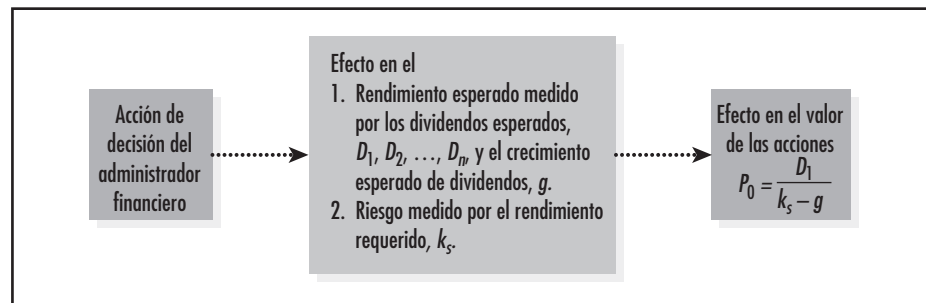 Acción de
decisión del
administrador
financiero
Efecto en el
1. Rendimiento esperado medido
por los dividendos esperados,
D1, D2, …, Dn, y el crecimiento
esperado de dividendos, g.
2. Riesgo medido por el rendimiento
requerido, ks.
Efecto en el valor
de las acciones
P0 = D1 / (ks – g)